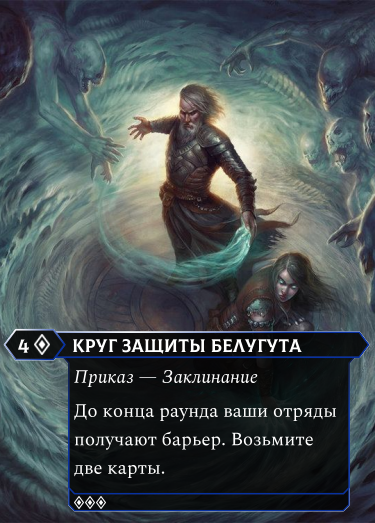 4
КРУГ ЗАЩИТЫ БЕЛУГУТА
Приказ — Заклинание
До конца раунда ваши отряды
получают барьер. Возьмите
две карты.